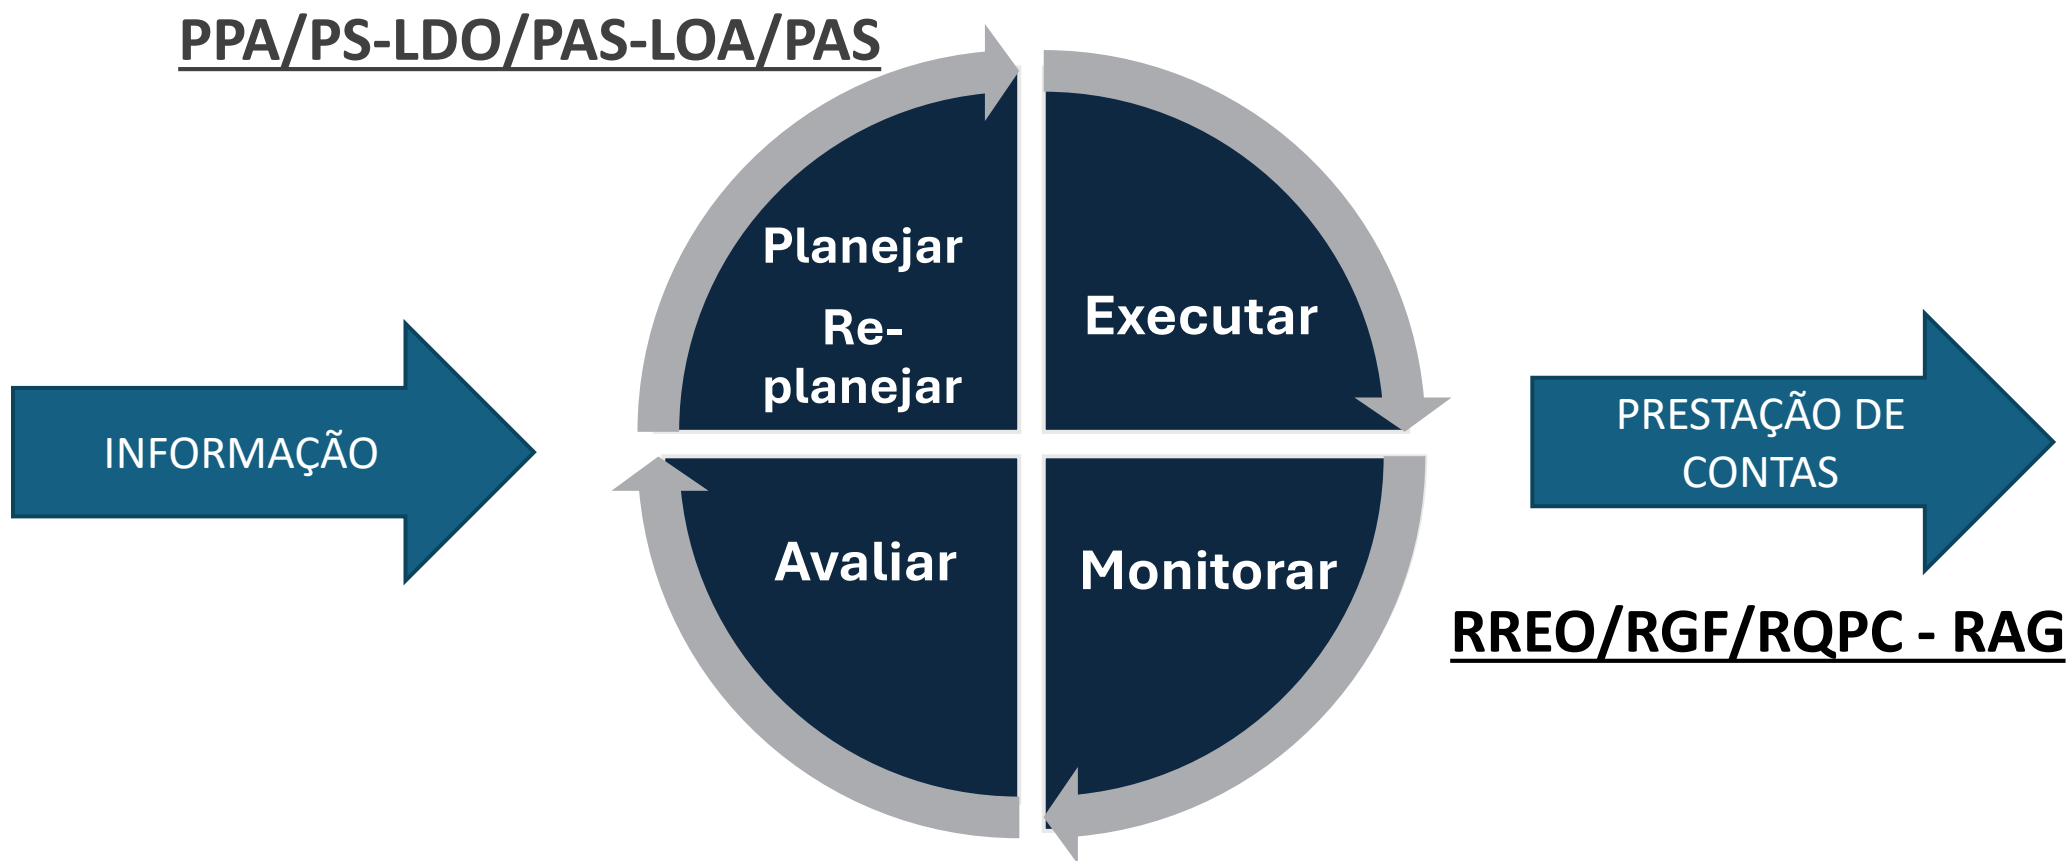 PPA/PS-LDO/PAS-LOA/PAS
Planejar
Re-
planejar
Executar
INFORMAÇÃO
PRESTAÇÃO DE
CONTAS
Avaliar
Monitorar
RREO/RGF/RQPC - RAG